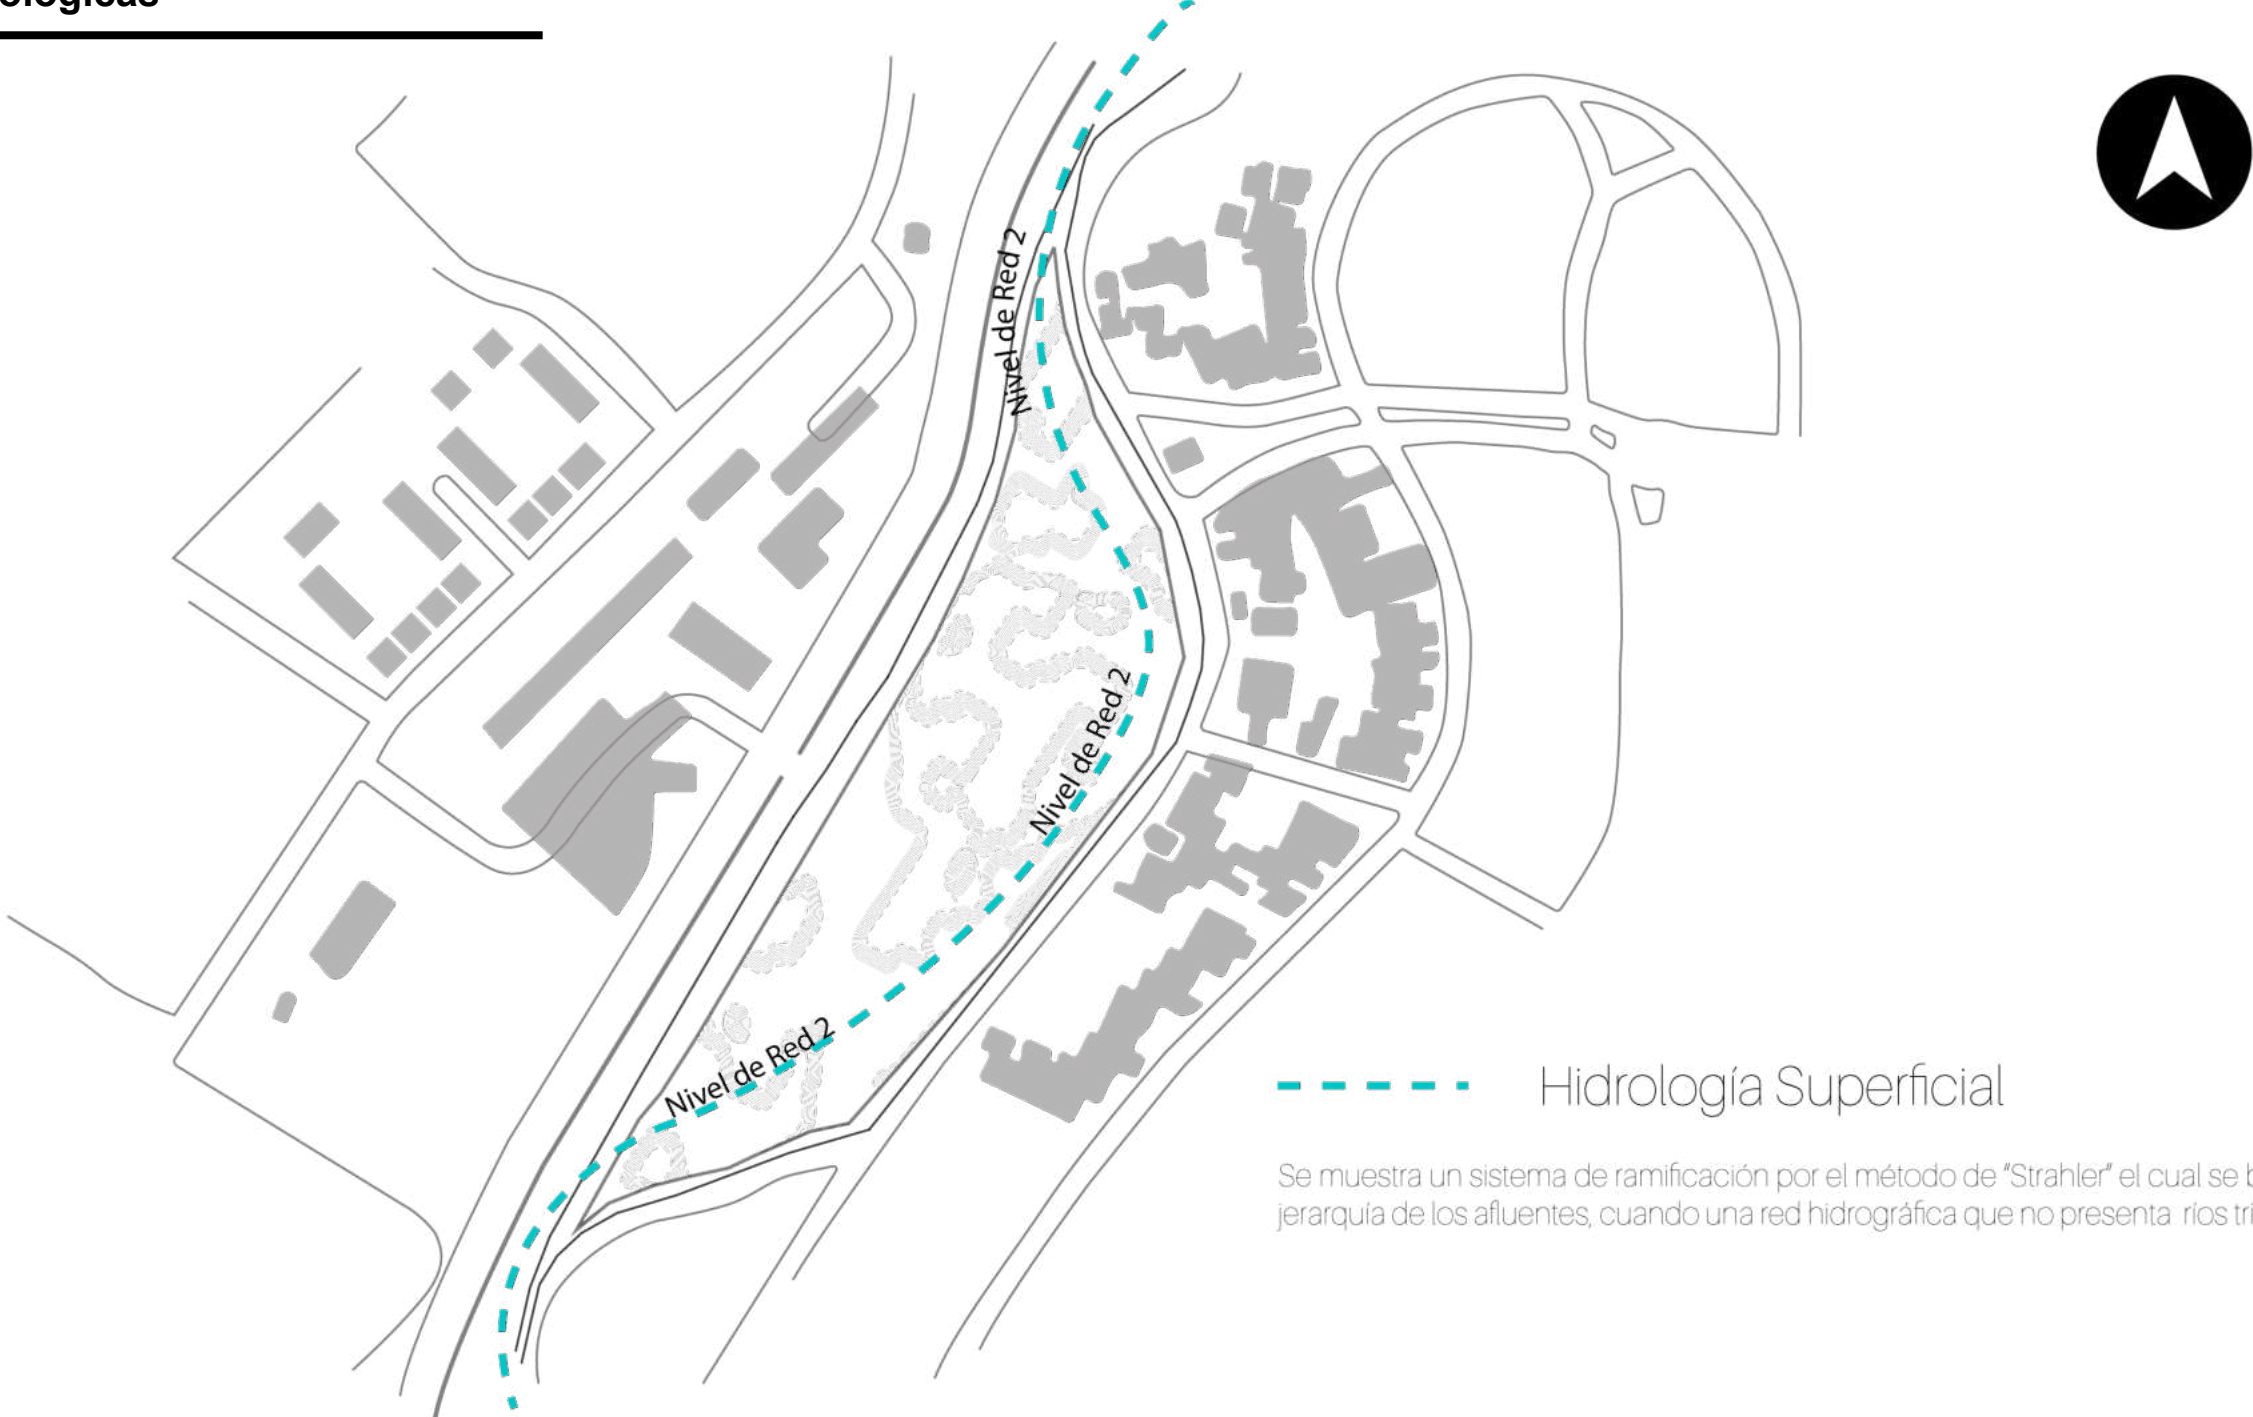 Nivel de Red 2
Nivel de Red 2
Nivel de Red 2
Hidrología Superficial
Se muestra un sistema de ramificación por el método de "Strahler" el cual se
jerarquía de los afluentes, cuando una red hidrográfica que no presenta ríos